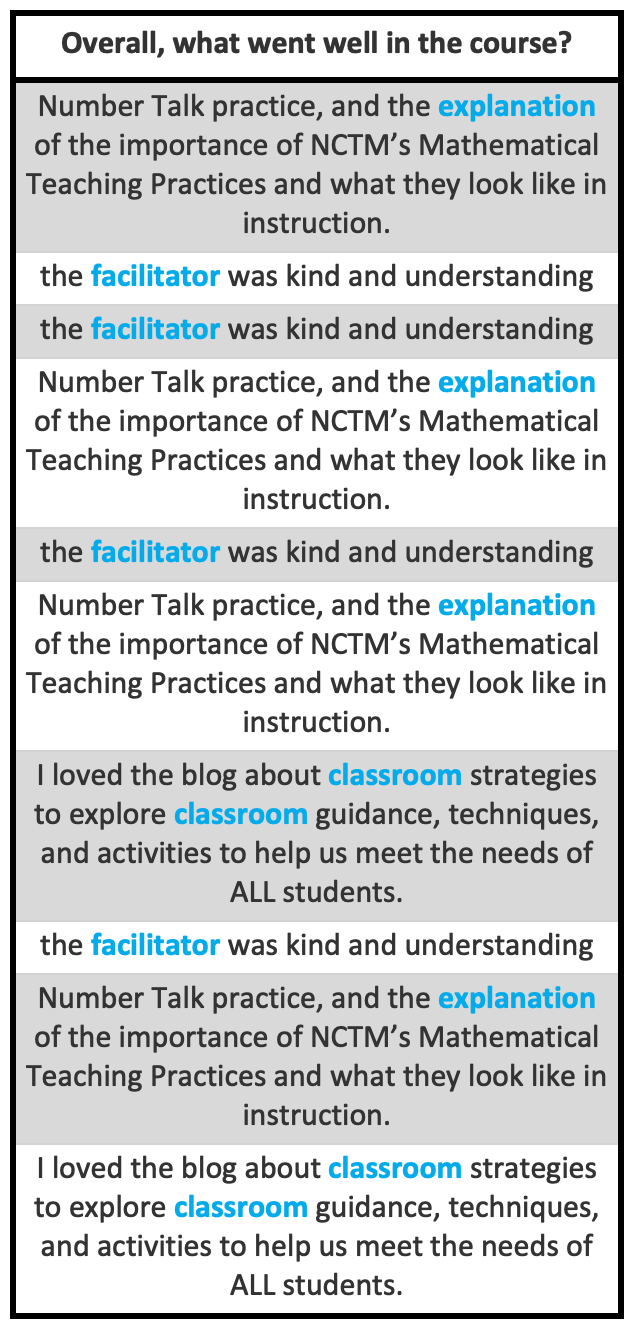 Overall, what went well in the course?
Number Talk practice, and the explanation
of the importance of NCTM’s Mathematical
Teaching Practices and what they look like in
instruction.
the facilitator was kind and understanding
the facilitator was kind and understanding
Number Talk practice, and the explanation
of the importance of NCTM’s Mathematical
Teaching Practices and what they look like in
instruction.
the facilitator was kind and understanding
Number Talk practice, and the explanation
of the importance of NCTM’s Mathematical
Teaching Practices and what they look like in
instruction.
I loved the blog about classroom strategies
to explore classroom guidance, techniques,
and activities to help us meet the needs of
ALL students.
the facilitator was kind and understanding
Number Talk practice, and the explanation
of the importance of NCTM’s Mathematical
Teaching Practices and what they look like in
instruction.
I loved the blog about classroom strategies
to explore classroom guidance, techniques,
and activities to help us meet the needs of
ALL students.